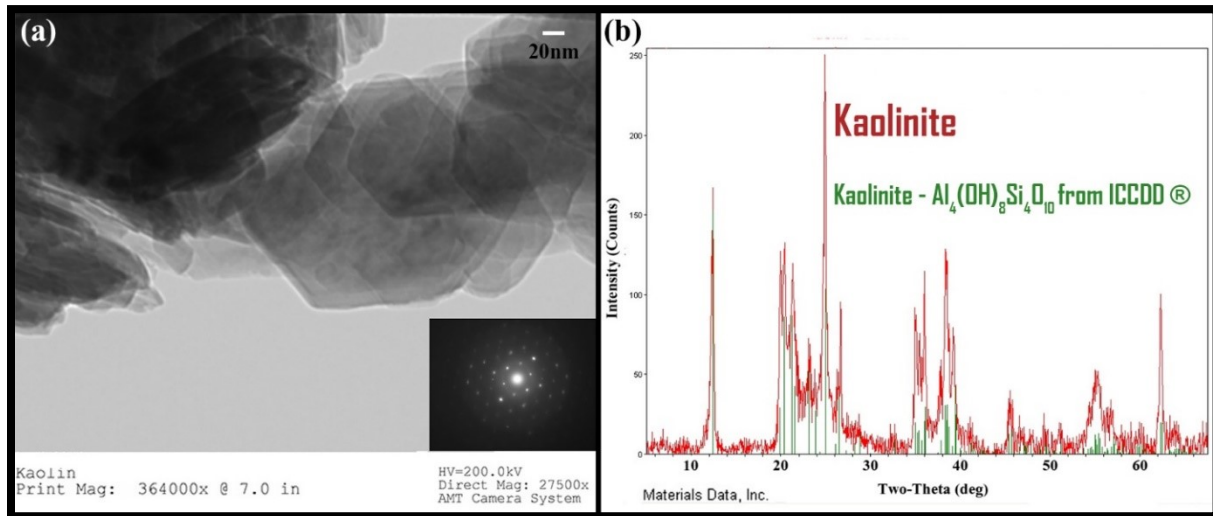 (a)
20nm
Kaolin
Print Mag: 364000x @ 7.0 in
HV=200.0kV
Direct Mag: 27500x
AMT Camera System
(b)
250
200
150
100
50
0
Intensity (Counts)
Kaolinite
Kaolinite - Al₄(OH)₈Si₄O₁₀ from ICCDD ®
10 20 30 40 50 60
Two-Theta (deg)
Materials Data, Inc.